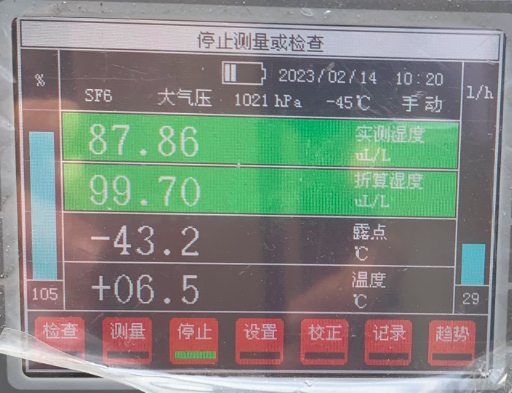 停止测量或检查
% 2023/02/14 10:20
SF6 大气压 1021 hPa -45℃ 手动 l/h
87.86 实测湿度 uL/L
99.70 折算湿度 uL/L
-43.2 露点 ℃
+06.5 温度 ℃
105 29
检查 测量 停止 设置 校正 记录 趋势